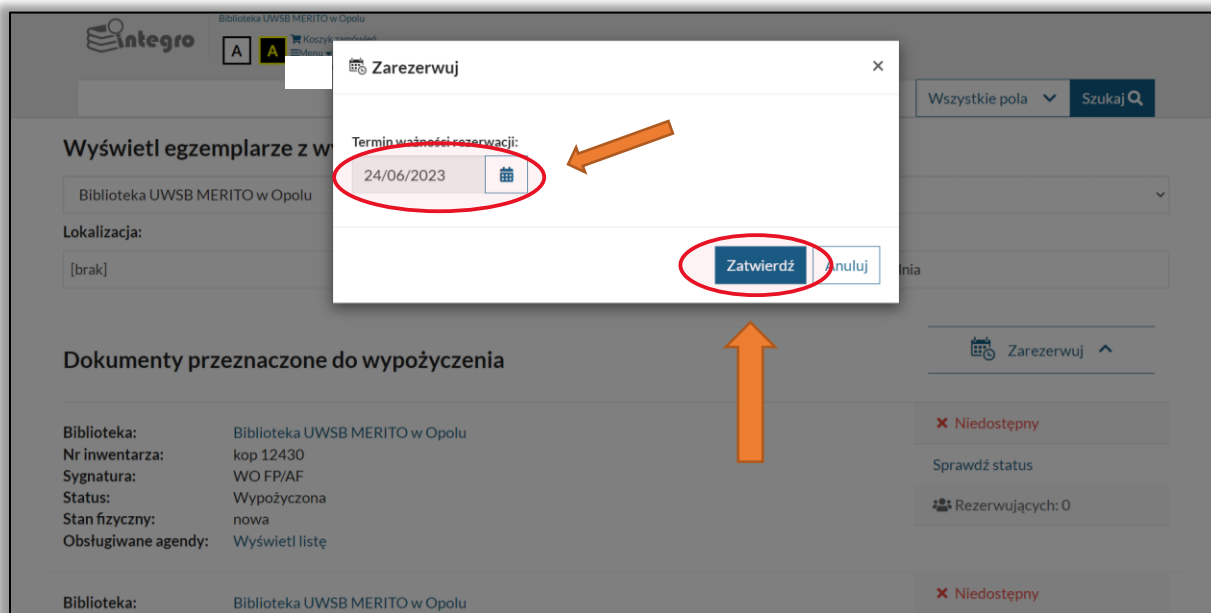 Integro
Biblioteka UWSB MERITO w Opolu
A A
Koszyk zamówień
Menu
Zarezerwuj ×
Wszystkie pola Szukaj
Termin ważności rezerwacji:
24/06/2023
Zatwierdź Anuluj
Wyświetl egzemplarze z
Biblioteka UWSB MERITO w Opolu
Lokalizacja:
[brak]
Dokumenty przeznaczone do wypożyczenia
Zarezerwuj
Biblioteka: Biblioteka UWSB MERITO w Opolu
Nr inwentarza: kop 12430
Sygnatura: WO FP/AF
Status: Wypożyczona
Stan fizyczny: nowa
Obsługiwane agendy: Wyświetl listę
Niedostępny
Sprawdź status
Rezerwujących: 0
Biblioteka: Biblioteka UWSB MERITO w Opolu
Niedostępny